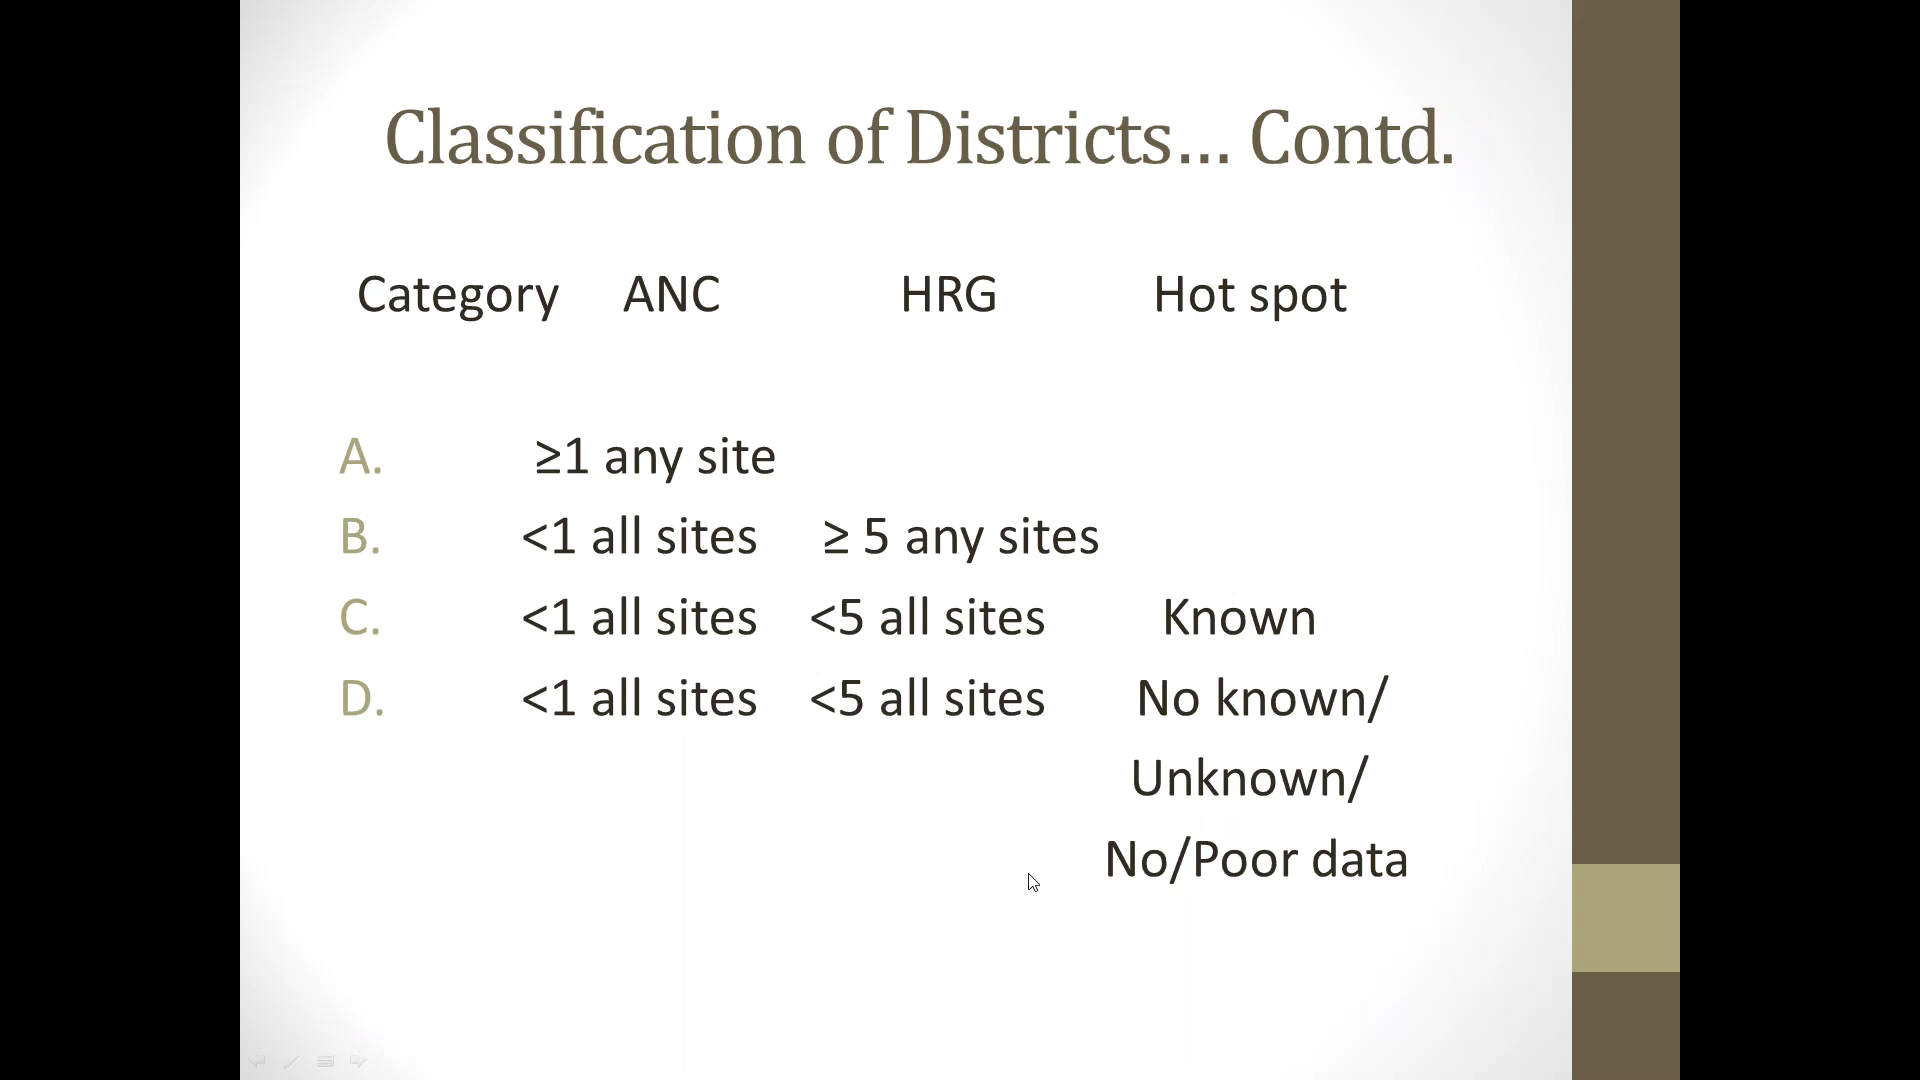 Classification of Districts... Contd.
Category ANC HRG Hot spot
A. ≥1 any site
B. <1 all sites ≥ 5 any sites
C. <1 all sites <5 all sites Known
D. <1 all sites <5 all sites No known/
Unknown/
No/Poor data